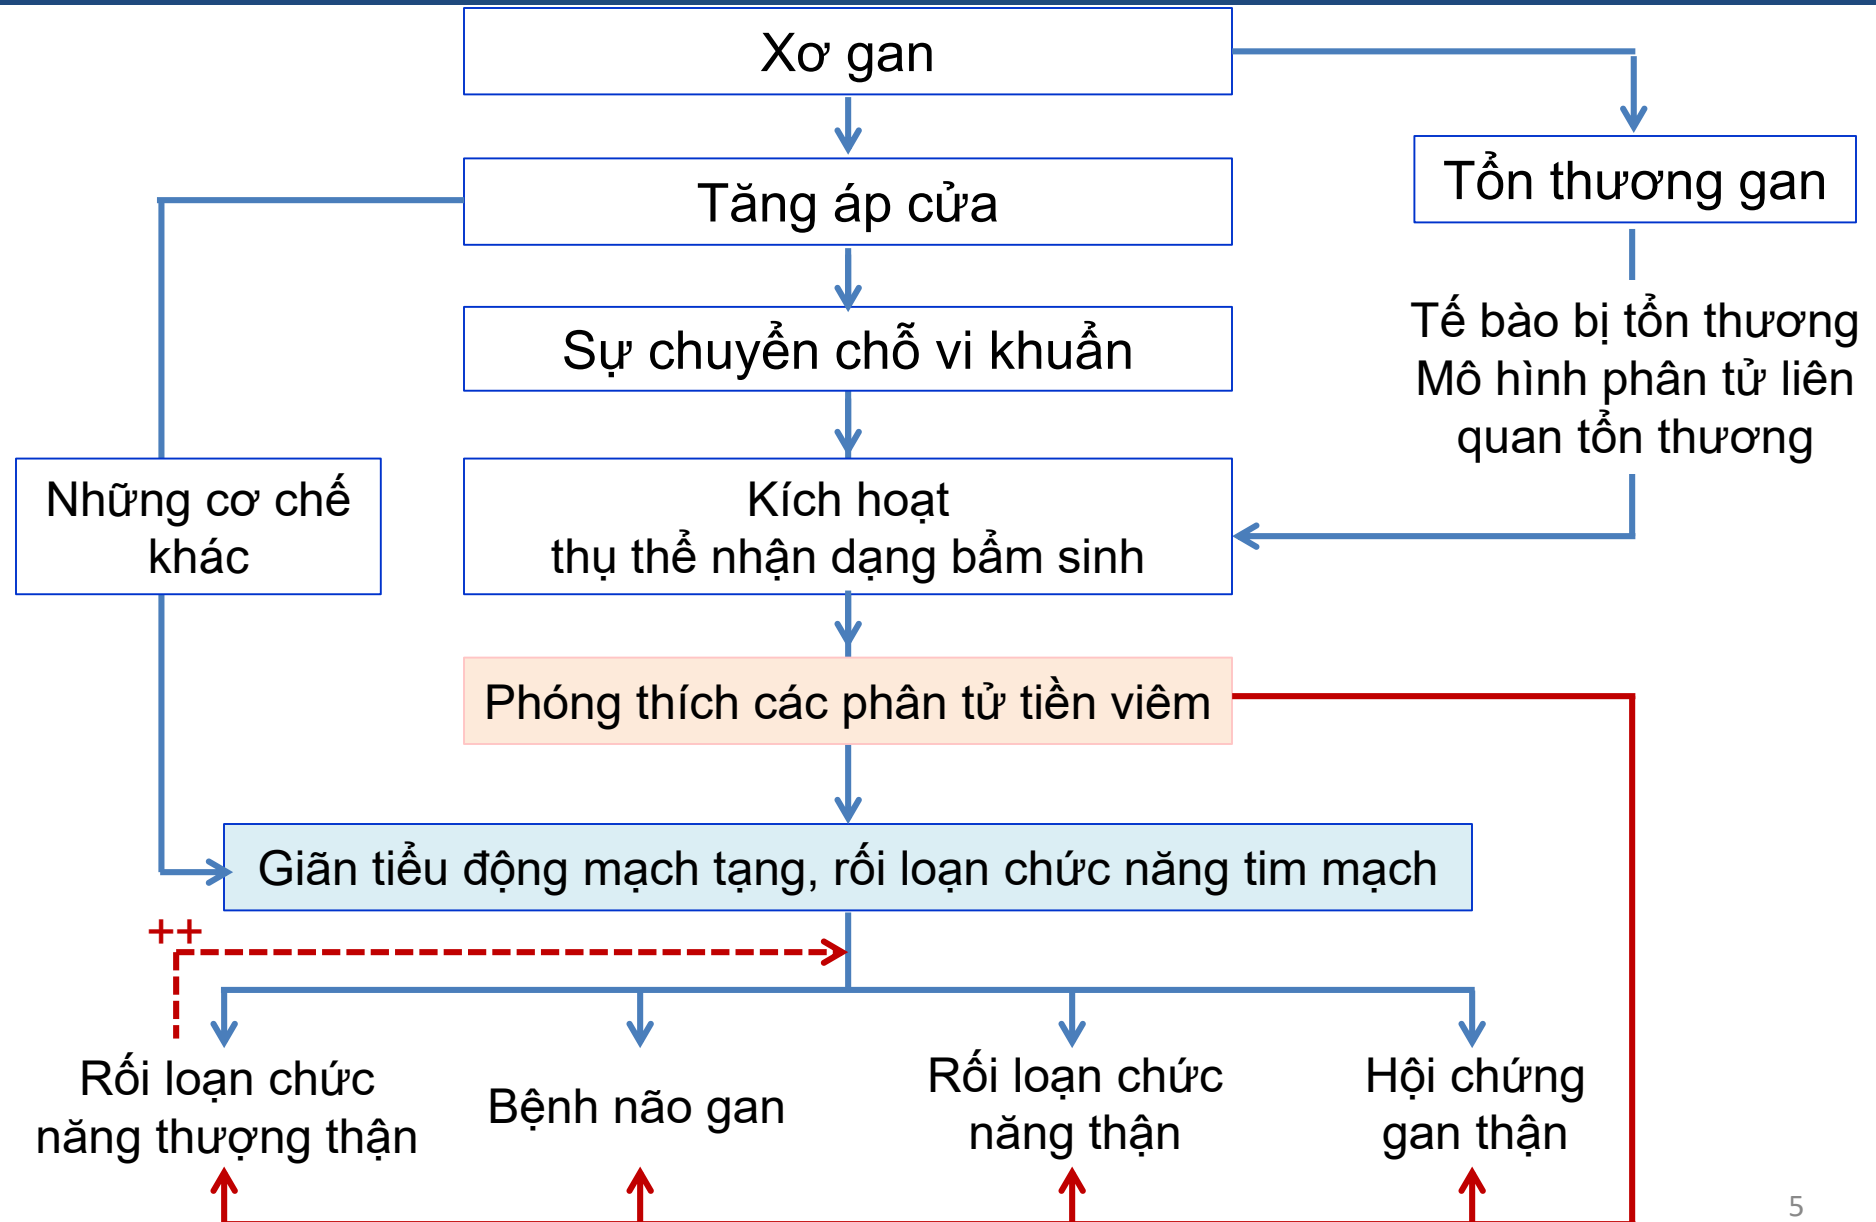 Xơ gan
Tổn thương gan
Tăng áp cửa
Tế bào bị tổn thương
Mô hình phân tử liên
quan tổn thương
Sự chuyển chỗ vi khuẩn
Những cơ chế
khác
Kích hoạt
thụ thể nhận dạng bẩm sinh
Phóng thích các phân tử tiền viêm
Giãn tiểu động mạch tạng, rối loạn chức năng tim mạch
++
Rối loạn chức
năng thượng thận
Bệnh não gan
Rối loạn chức
năng thận
Hội chứng
gan thận
5